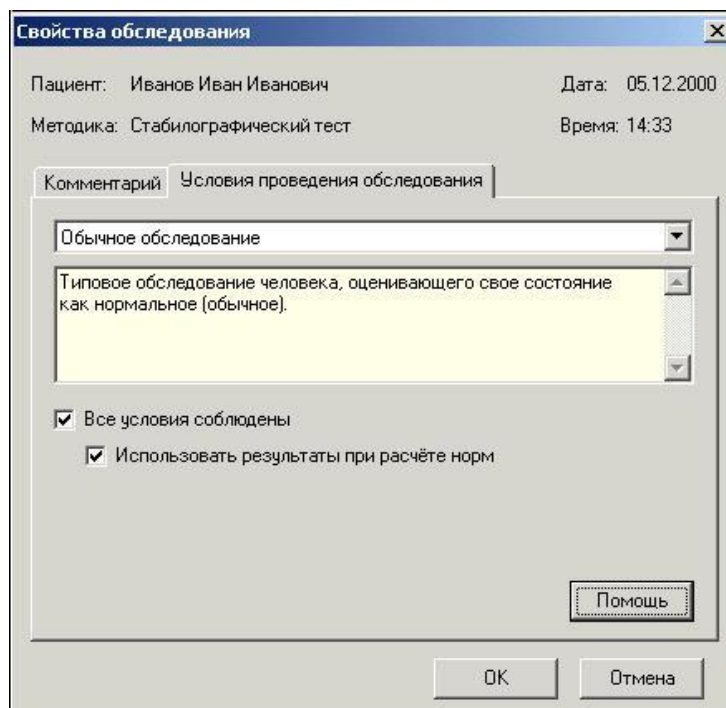 Свойства обследования
Пациент: Иванов Иван Иванович Дата: 05.12.2000
Методика: Стабилографический тест Время: 14:33
Комментарий Условия проведения обследования
Обычное обследование
Типовое обследование человека, оценивающего свое состояние
как нормальное (обычное).
Все условия соблюдены
Использовать результаты при расчёте норм
Помощь
OK Отмена